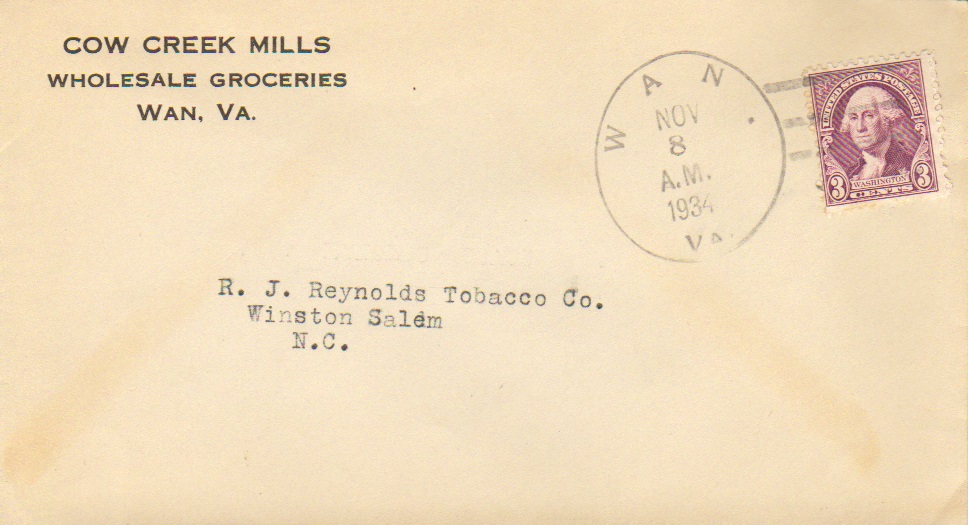 COW CREEK MILLS
WHOLESALE GROCERIES
WAN, VA.
WAN.
NOV
8
A.M.
1934
VA.
UNITED STATES POSTAGE
3 WASHINGTON 3
CENTS
R. J. Reynolds Tobacco Co.
Winston Salem
N.C.